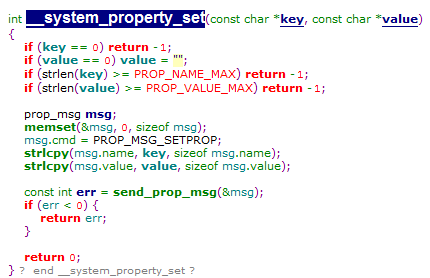 int __system_property_set(const char *key, const char *value)
{
if (key == 0) return -1;
if (value == 0) value = "";
if (strlen(key) >= PROP_NAME_MAX) return -1;
if (strlen(value) >= PROP_VALUE_MAX) return -1;
prop_msg msg;
memset(&msg, 0, sizeof msg);
msg.cmd = PROP_MSG_SETPROP;
strlcpy(msg.name, key, sizeof msg.name);
strlcpy(msg.value, value, sizeof msg.value);
const int err = send_prop_msg(&msg);
if (err < 0) {
return err;
}
return 0;
} ? end __system_property_set ?